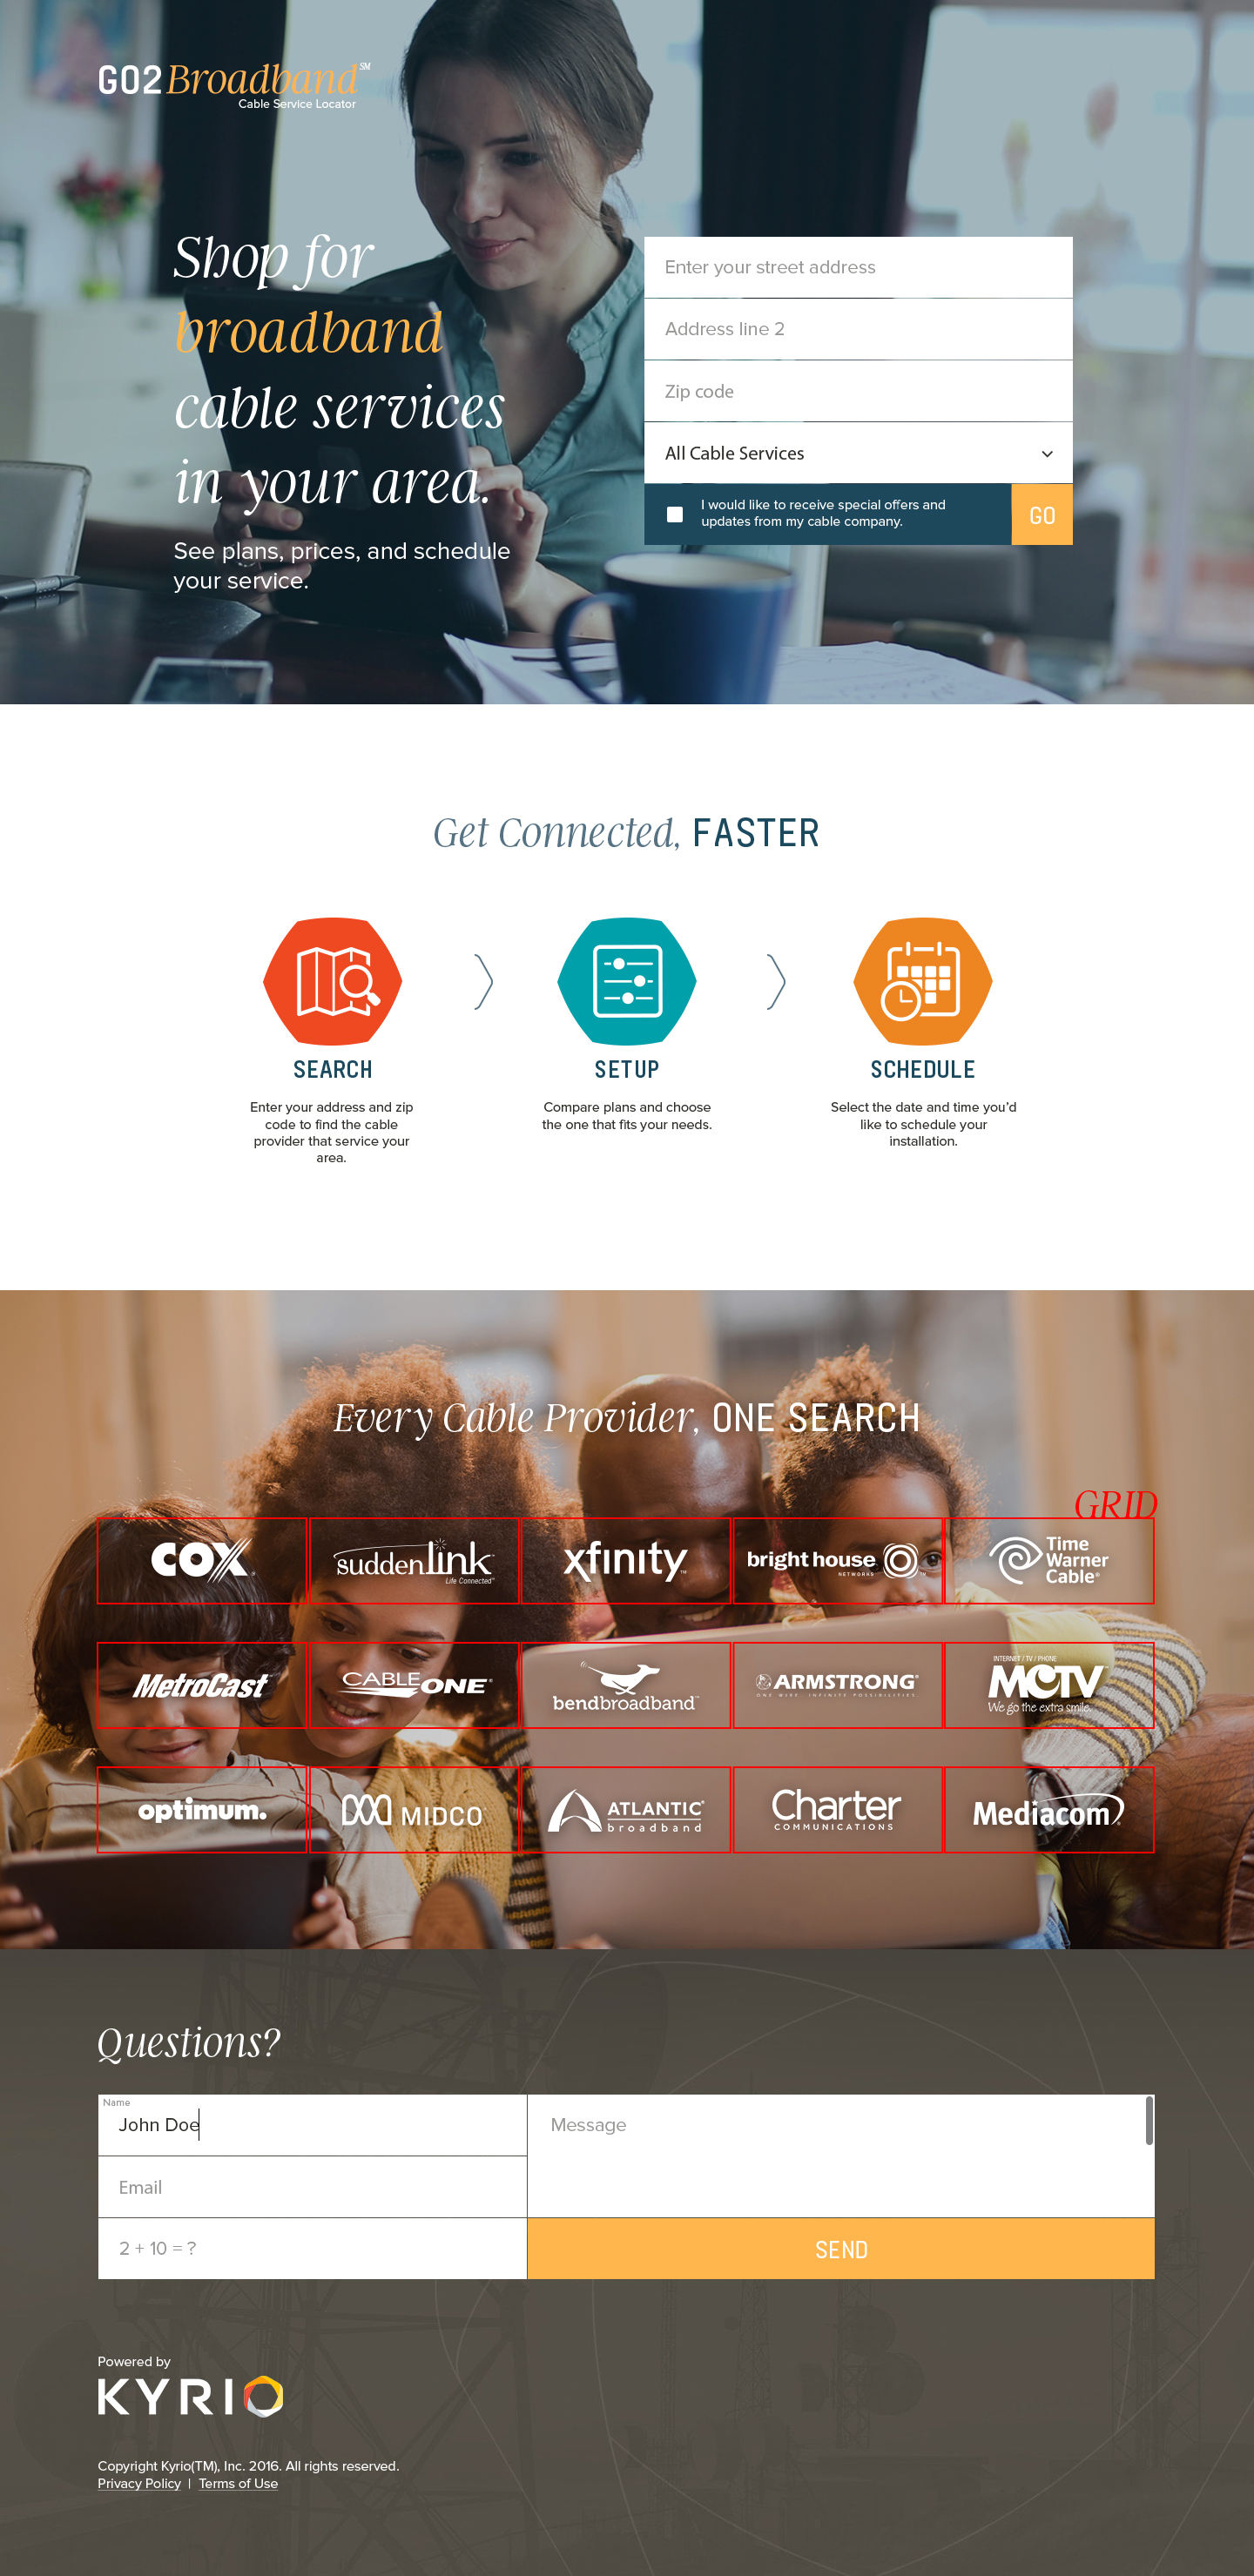 GO2 Broadband SM
Cable Service Locator
Shop for
broadband
cable services
in your area.
See plans, prices, and schedule
your service.
Enter your street address
Address line 2
Zip code
All Cable Services
I would like to receive special offers and
updates from my cable company.
GO
Get Connected, FASTER
SEARCH
Enter your address and zip
code to find the cable
provider that service your
area.
SETUP
Compare plans and choose
the one that fits your needs.
SCHEDULE
Select the date and time you'd
like to schedule your
installation.
Every Cable Provider, ONE SEARCH
GRID
COX
suddenlink
Life Connected
xfinity
bright house
NETWORKS
Time
Warner
Cable®
MetroCast
CABLE ONE®
bendbroadband
ARMSTRONG®
ONE WIRE. INFINITE POSSIBILITIES.
INTERNET / TV / PHONE
MCTV
We go the extra smile.
optimum.
MIDCO
ATLANTIC
broadband
Charter
COMMUNICATIONS
Mediacom
Questions?
Name
John Doe
Email
2 + 10 = ?
Message
SEND
Powered by
KYRIO
Copyright Kyrio(TM), Inc. 2016. All rights reserved.
Privacy Policy | Terms of Use